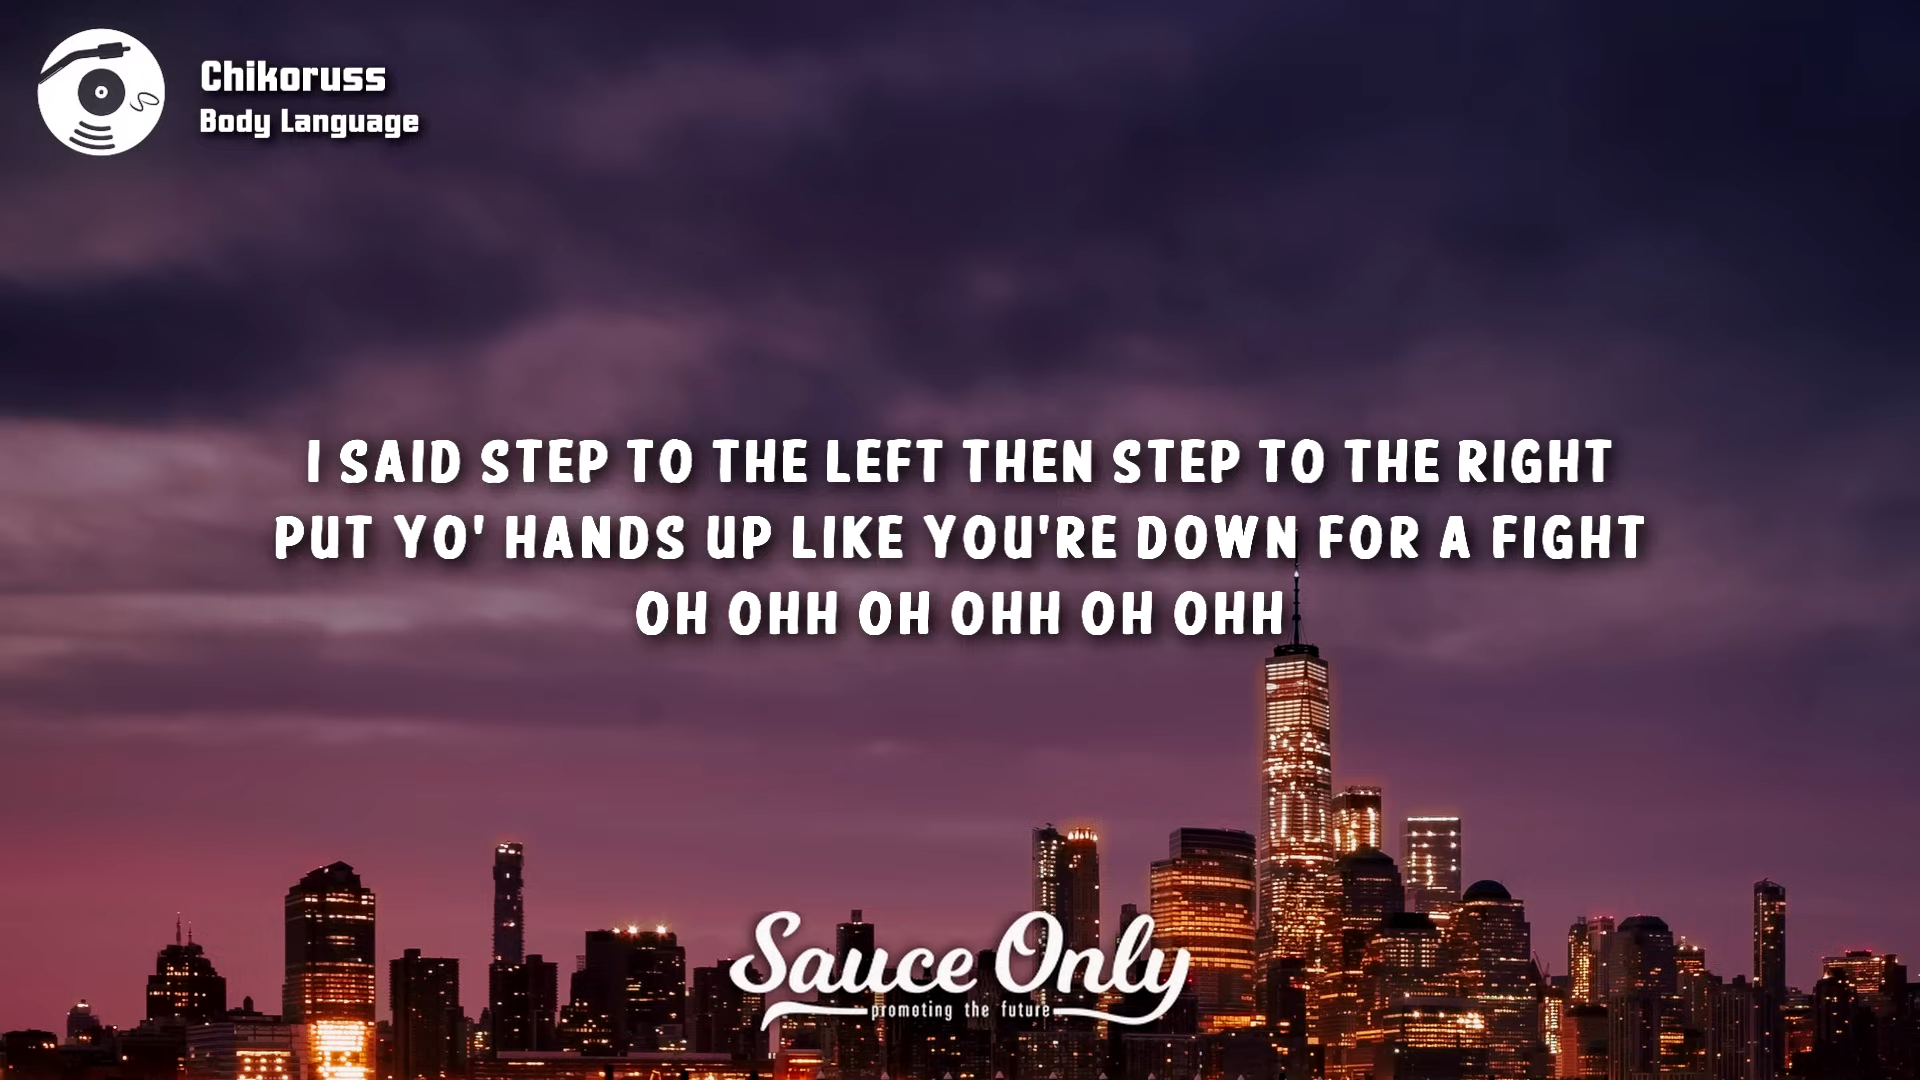 Chikoruss
Body Language
I SAID STEP TO THE LEFT THEN STEP TO THE RIGHT
PUT YO' HANDS UP LIKE YOU'RE DOWN FOR A FIGHT
OH OHH OH OHH OH OHH
Sauce Only
promoting the future